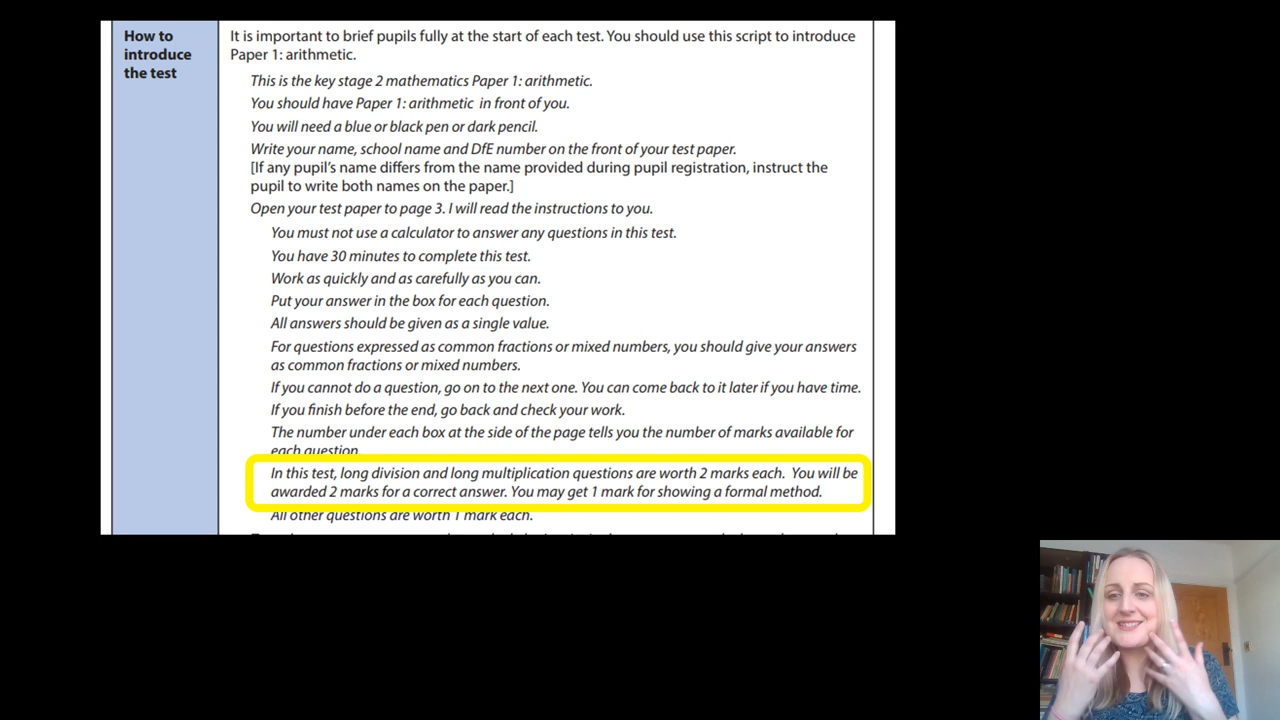 How to
introduce
the test
It is important to brief pupils fully at the start of each test. You should use this script to introduce
Paper 1: arithmetic.
This is the key stage 2 mathematics Paper 1: arithmetic.
You should have Paper 1: arithmetic in front of you.
You will need a blue or black pen or dark pencil.
Write your name, school name and DfE number on the front of your test paper.
[If any pupil’s name differs from the name provided during pupil registration, instruct the
pupil to write both names on the paper.]
Open your test paper to page 3. I will read the instructions to you.
You must not use a calculator to answer any questions in this test.
You have 30 minutes to complete this test.
Work as quickly and as carefully as you can.
Put your answer in the box for each question.
All answers should be given as a single value.
For questions expressed as common fractions or mixed numbers, you should give your answers
as common fractions or mixed numbers.
If you cannot do a question, go on to the next one. You can come back to it later if you have time.
If you finish before the end, go back and check your work.
The number under each box at the side of the page tells you the number of marks available for
each question.
In this test, long division and long multiplication questions are worth 2 marks each. You will be
awarded 2 marks for a correct answer. You may get 1 mark for showing a formal method.
All other questions are worth 1 mark each.